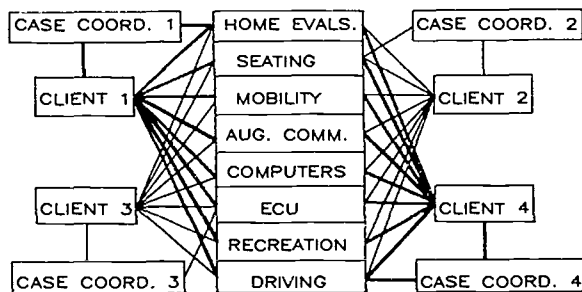 CASE COORD. 1
HOME EVALS.
CASE COORD. 2
SEATING
CLIENT 1
MOBILITY
CLIENT 2
AUG. COMM.
COMPUTERS
CLIENT 3
ECU
CLIENT 4
RECREATION
CASE COORD. 3
DRIVING
CASE COORD. 4